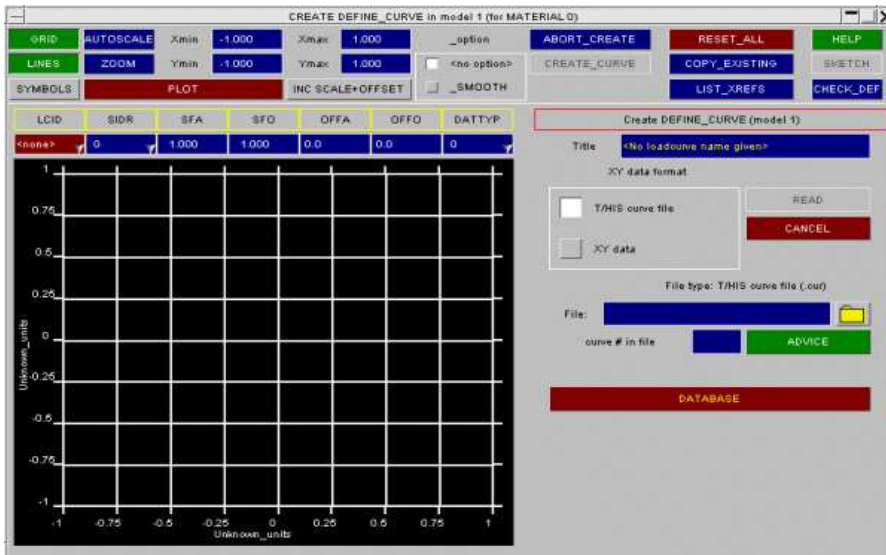 CREATE DEFINE_CURVE in model 1 (for MATERIAL 0)
GRID AUTOSCALE Xmin -1.000 Xmax 1.000 _option ABORT_CREATE RESET_ALL HELP
LINES ZOOM Ymin -1.000 Ymax 1.000 <no option> CREATE_CURVE COPY_EXISTING SKETCH
SYMBOLS PLOT INC SCALE+OFFSET _SMOOTH LIST_XREFS CHECK_DEF
LCID SIDR SFA SFO OFFA OFFO DATTYP
<none> 0 1.000 1.000 0.0 0.0 0
Create DEFINE_CURVE (model 1)
Title <No loadcurve name given>
XY data format
T/HIS curve file READ
CANCEL
XY data
File type: T/HIS curve file (.cur)
File:
curve # in file ADVICE
DATABASE
1
0.75
0.5
0.25
0
-0.25
-0.5
-0.75
-1
Unknown_units
-1 -0.75 -0.5 -0.25 0 0.25 0.5 0.75 1
Unknown_units